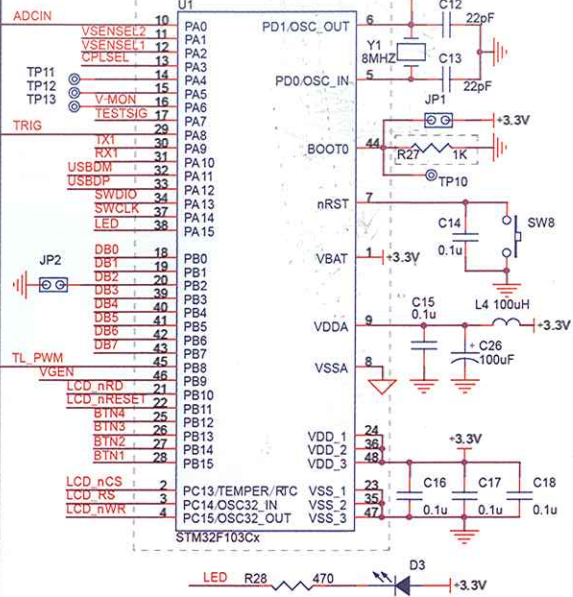 U1
ADCIN 10 PA0
VSENSEL2 11 PA1
VSENSEL1 12 PA2
CPLSEL 13 PA3
TP11 14 PA4
TP12 15 PA5
TP13 V-MON 16 PA6
TESTSIG 17 PA7
TRIG 29 PA8
TX1 30 PA9
RX1 31 PA10
USBDM 32 PA11
USBDP 33 PA12
SWDIO 34 PA13
SWCLK 37 PA14
LED 38 PA15
DB0 18 PB0
DB1 19 PB1
JP2 DB2 20 PB2
DB3 39 PB3
DB4 40 PB4
DB5 41 PB5
DB6 42 PB6
DB7 43 PB7
TL_PWM 45 PB8
VGEN 46 PB9
LCD_nRD 21 PB10
LCD_nRESET 22 PB11
BTN4 25 PB12
BTN3 26 PB13
BTN2 27 PB14
BTN1 28 PB15
LCD_nCS 2 PC13/TEMPER/RTC
LCD_RS 3 PC14/OSC32_IN
LCD_nWR 4 PC15/OSC32_OUT
STM32F103Cx
PD1/OSC_OUT 6
C12
22pF
Y1
8MHZ
C13
22pF
PD0/OSC_IN 5
JP1
+3.3V
BOOT0 44
R27 1K
TP10
nRST 7
C14
0.1u
SW8
VBAT 1 +3.3V
C15
0.1u
L4 100uH
VDDA 9
+3.3V
+ C26
100uF
VSSA 8
VDD_1 24
VDD_2 36
VDD_3 48
+3.3V
VSS_1 23
VSS_2 35
VSS_3 47
C16 C17 C18
0.1u 0.1u 0.1u
LED R28 470 D3 +3.3V